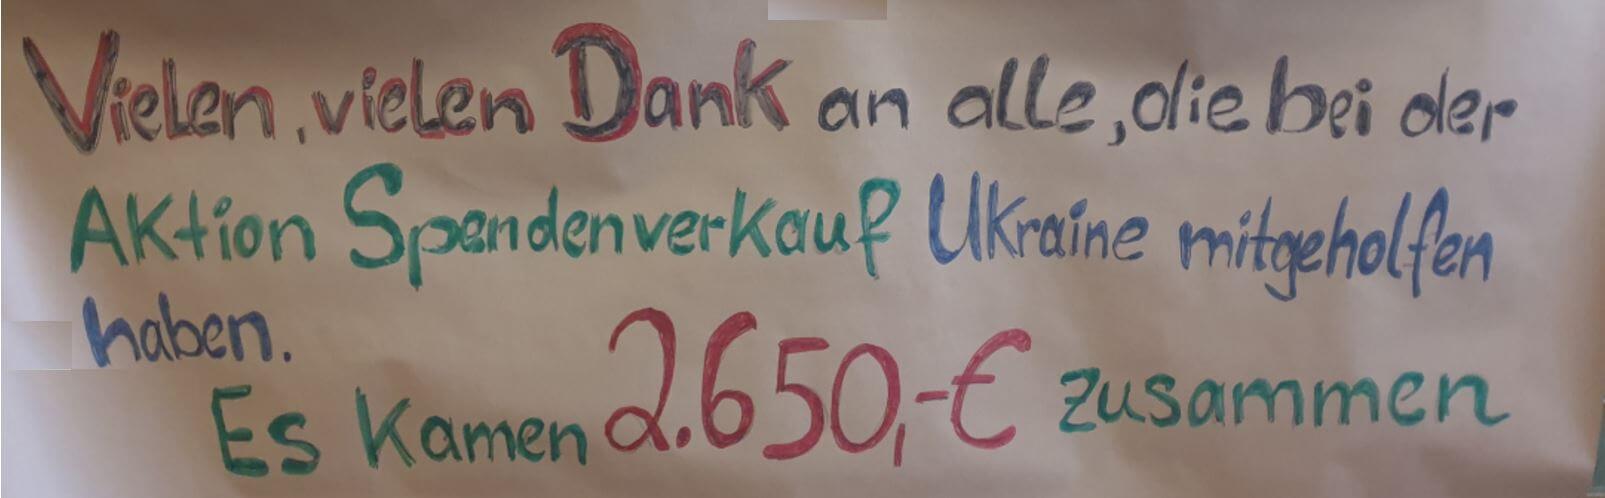 Vielen, vielen Dank an alle, die bei der
Aktion Spendenverkauf Ukraine mitgeholfen
haben.
Es Kamen 2.650,-€ zusammen